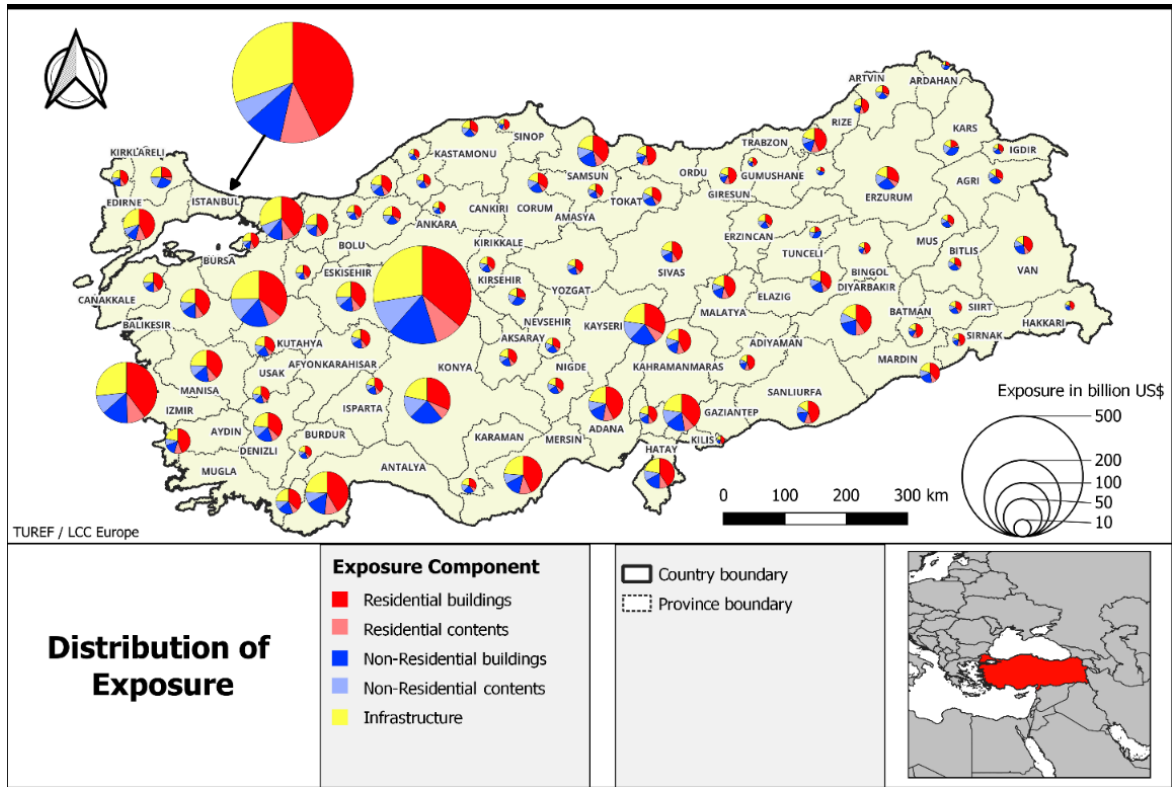 ARTVIN
ARDAHAN
KIRKLARELI
SINOP
RIZE
KARS
KASTAMONU
TRABZON
IGDIR
EDIRNE
ISTANBUL
SAMSUN
ORDU
GUMUSHANE
AGRI
GIRESUN
ERZURUM
ANKARA
CANKIRI
CORUM
AMASYA
TOKAT
BOLU
ERZINCAN
MUS
BURSA
KIRIKKALE
TUNCELI
BITLIS
ESKISEHIR
KIRSEHIR
SIVAS
BINGOL
VAN
CANAKKALE
YOZGAT
ELAZIG
DIYARBAKIR
BALIKESIR
NEVSEHIR
KAYSERI
MALATYA
BATMAN
SIIRT
HAKKARI
KUTAHYA
AKSARAY
SIRNAK
AFYONKARAHISAR
KONYA
ADIYAMAN
MANISA
USAK
NIGDE
KAHRAMANMARAS
MARDIN
IZMIR
ISPARTA
SANLIURFA
AYDIN
BURDUR
ADANA
GAZIANTEP
DENIZLI
KARAMAN
MERSIN
KILIS
MUGLA
ANTALYA
HATAY
Exposure in billion US$
500
200
100
50
10
0 100 200 300 km
TUREF / LCC Europe
Distribution of
Exposure
Exposure Component
Residential buildings
Residential contents
Non-Residential buildings
Non-Residential contents
Infrastructure
Country boundary
Province boundary